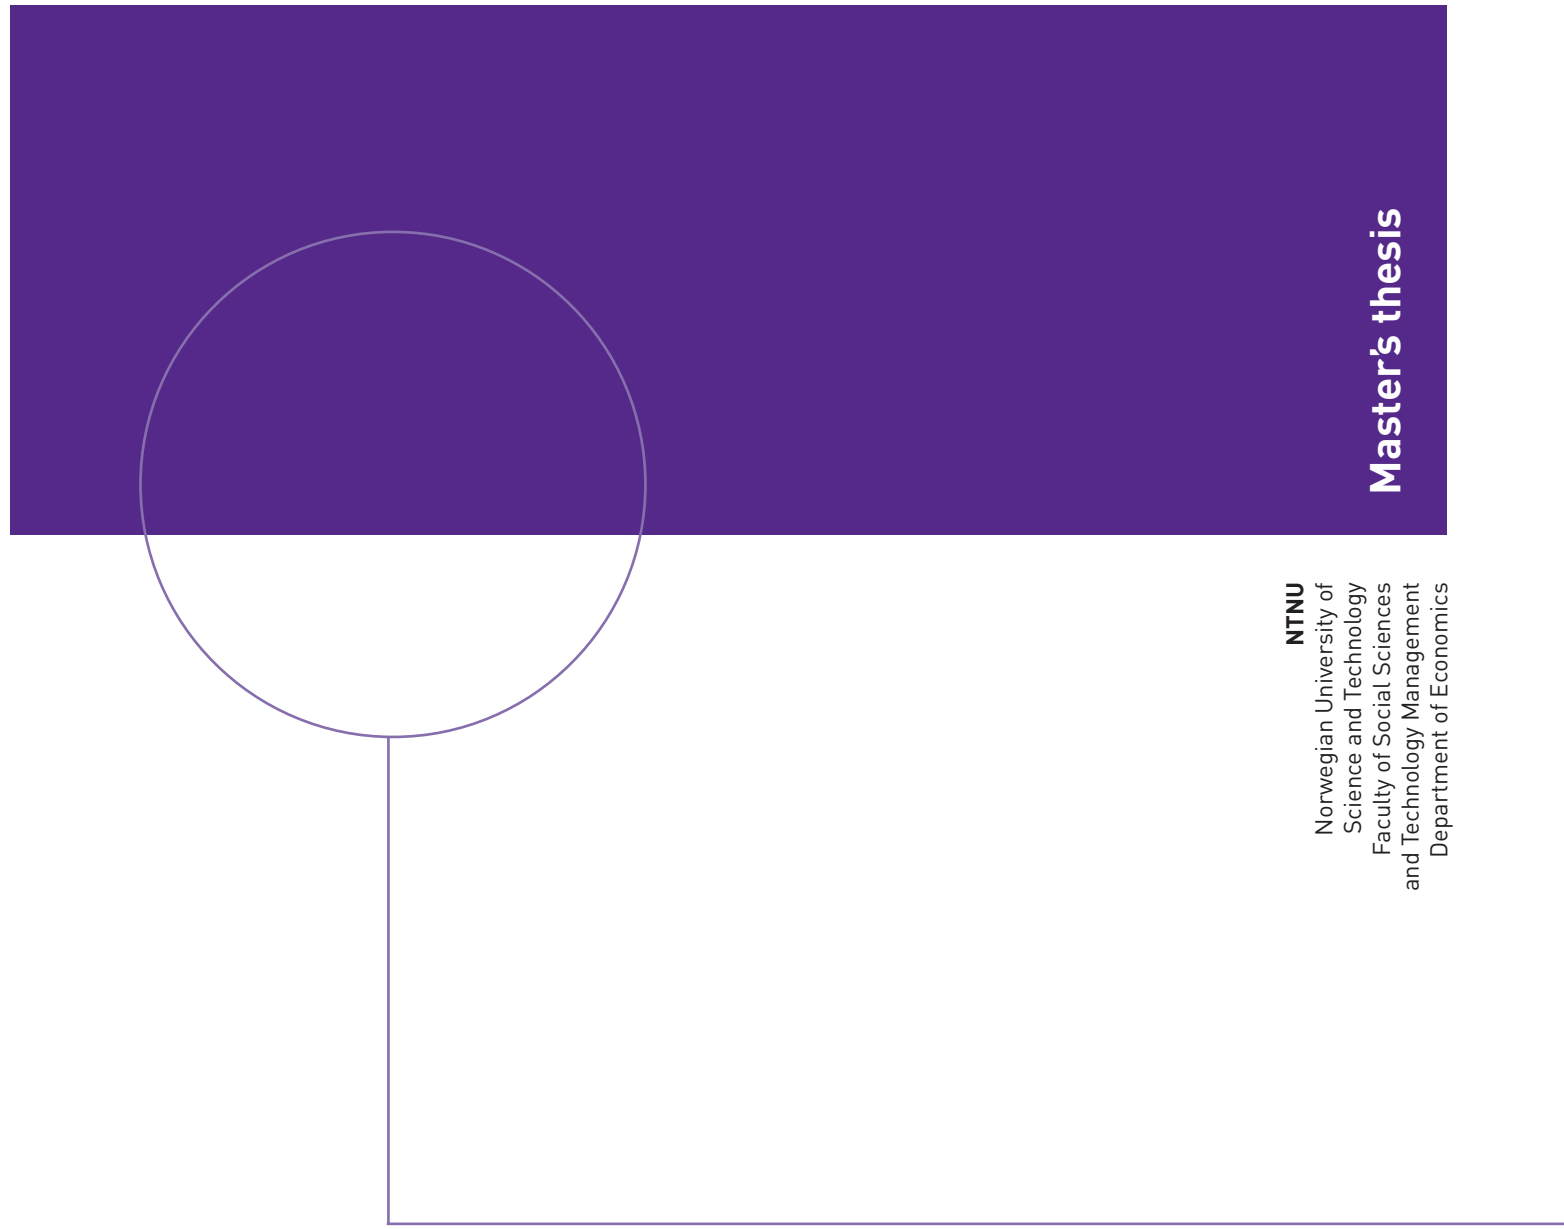 Master's thesis
NTNU
Norwegian University of
Science and Technology
Faculty of Social Sciences
and Technology Management
Department of Economics